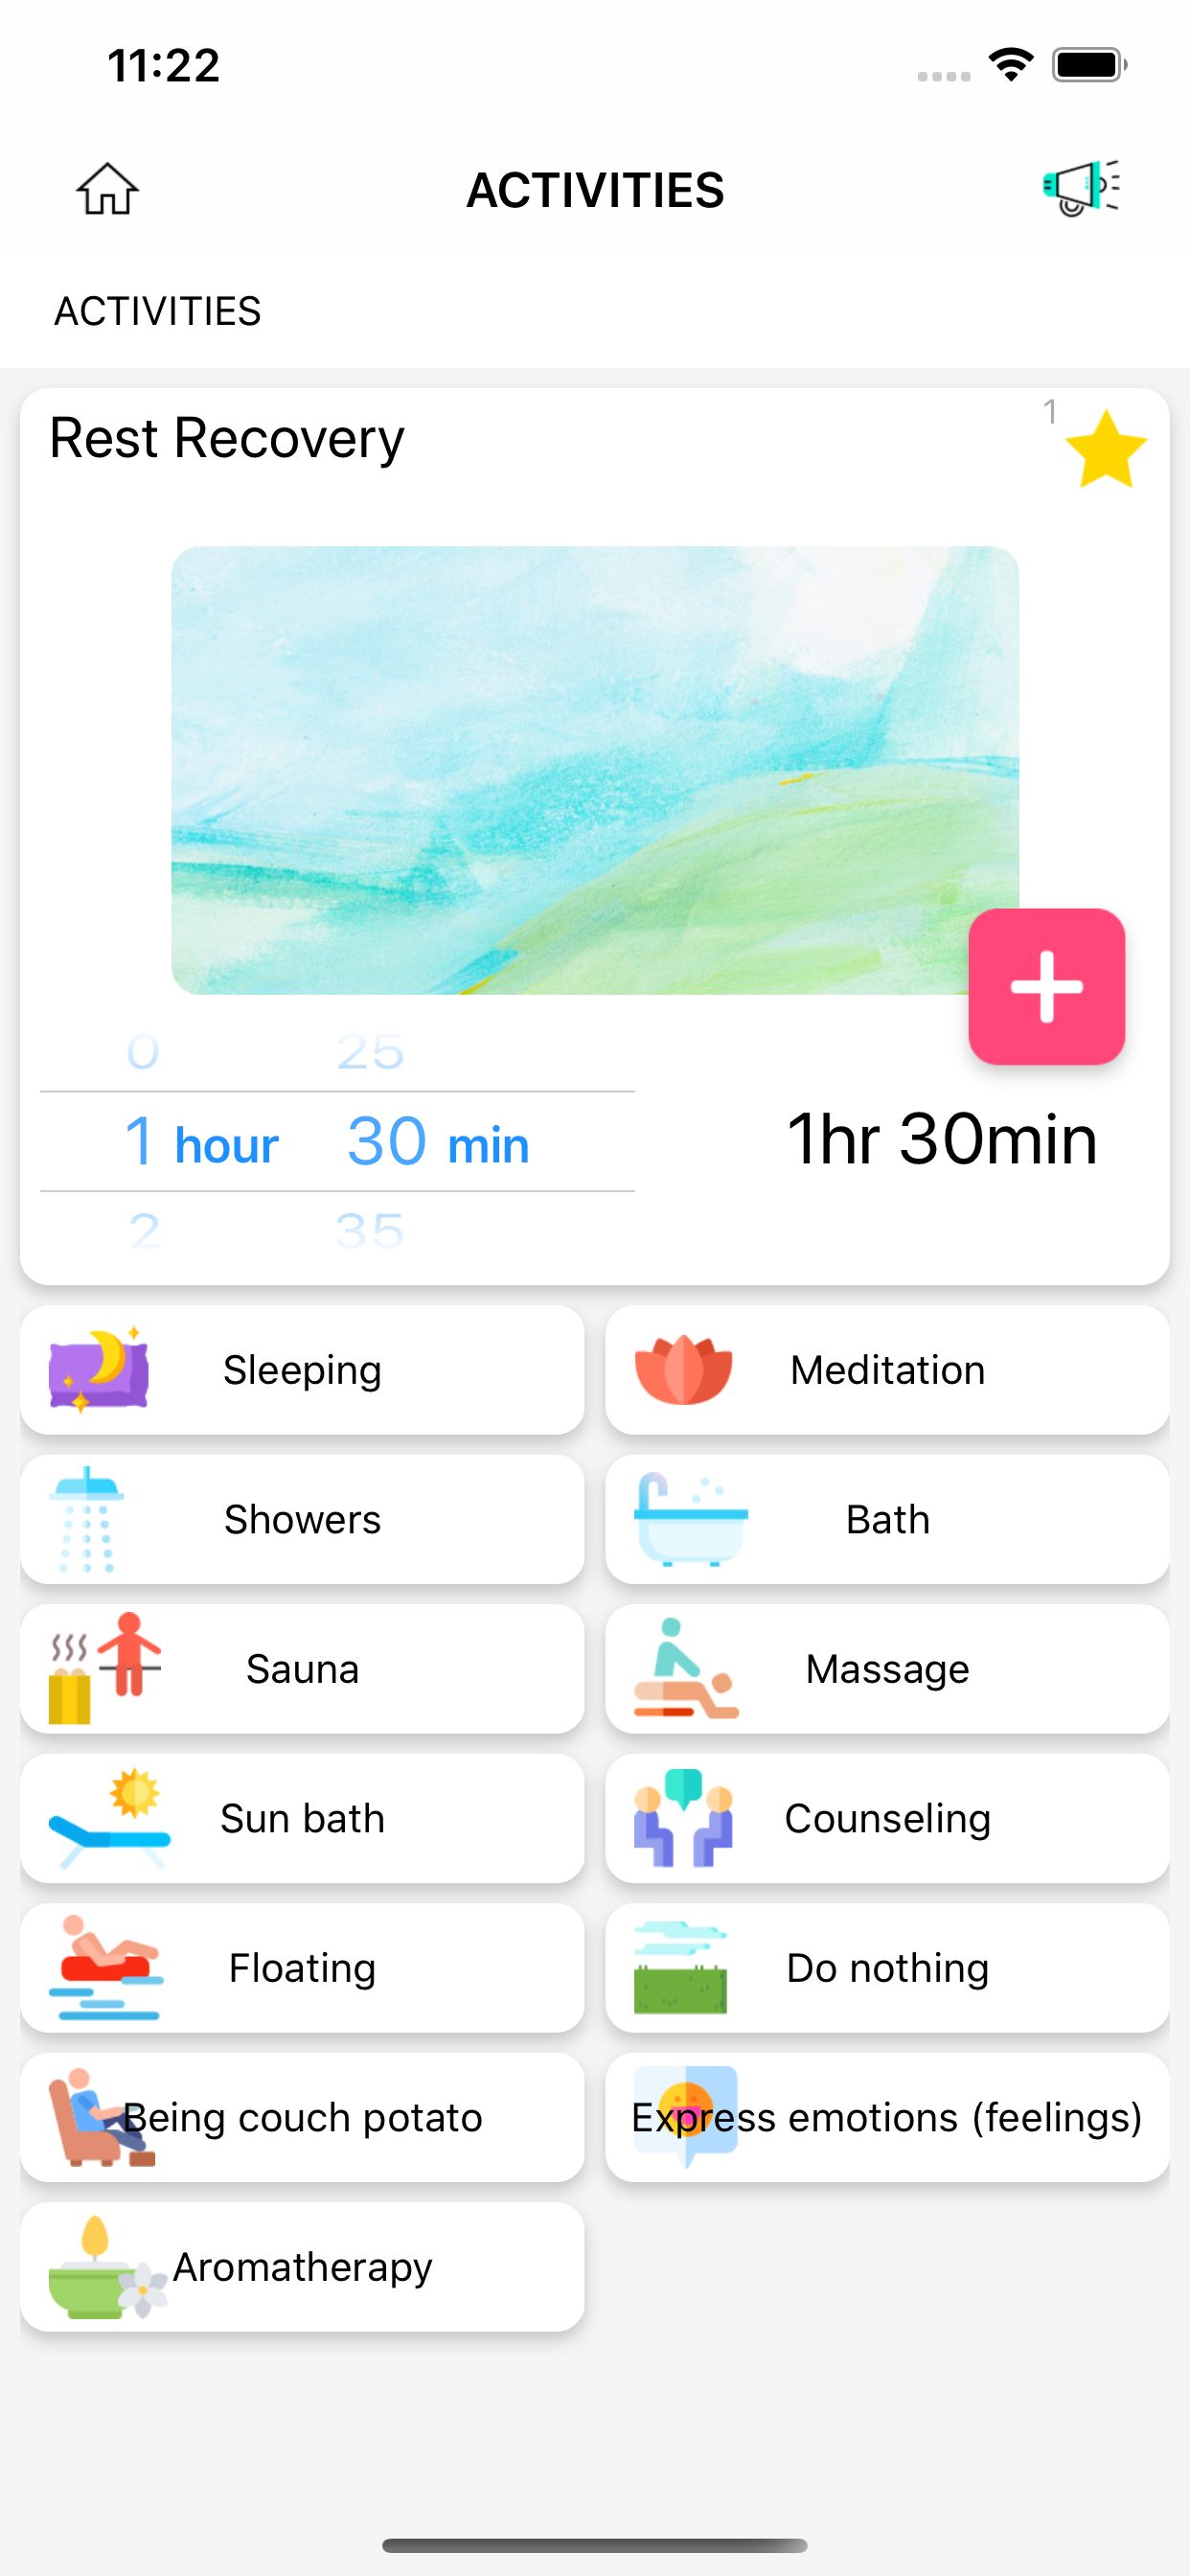 11:22
ACTIVITIES
ACTIVITIES
Rest Recovery
1
0 25
1 hour 30 min
1hr 30min
2 35
Sleeping
Meditation
Showers
Bath
Sauna
Massage
Sun bath
Counseling
Floating
Do nothing
Being couch potato
Express emotions (feelings)
Aromatherapy